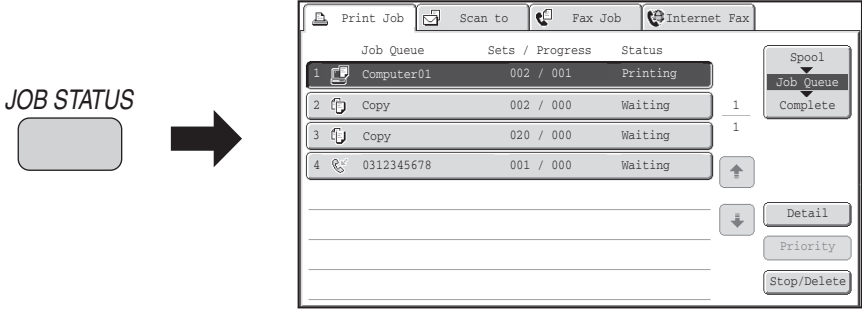 JOB STATUS
Print Job Scan to Fax Job Internet Fax
Job Queue Sets / Progress Status
1 Computer01 002 / 001 Printing
2 Copy 002 / 000 Waiting
3 Copy 020 / 000 Waiting
4 0312345678 001 / 000 Waiting
1
1
Spool
Job Queue
Complete
Detail
Priority
Stop/Delete